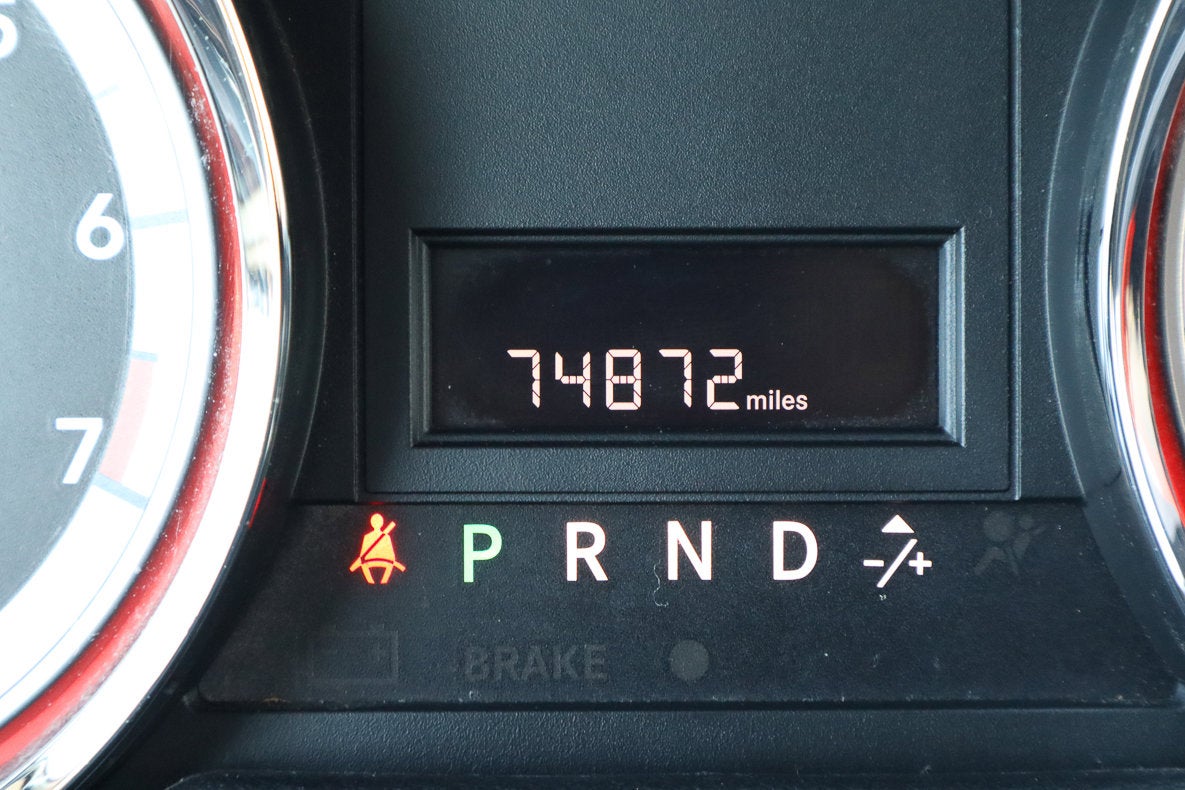 6
7
74872 miles
P R N D -/+
BRAKE